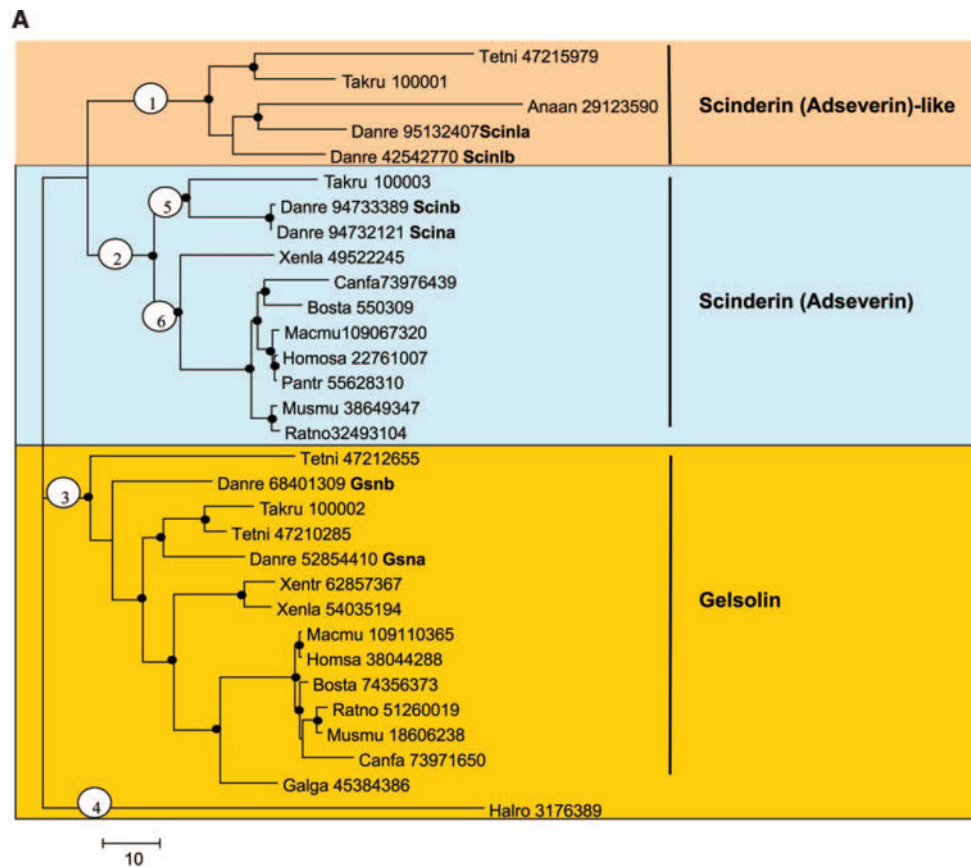 A
Tetni 47215979
Takru 100001
1
Anaan 29123590
Scinderin (Adseverin)-like
Danre 95132407Scinla
Danre 42542770 Scinlb
Takru 100003
5
Danre 94733389 Scinb
Danre 94732121 Scina
2
Xenla 49522245
Canfa73976439
Bosta 550309
Scinderin (Adseverin)
6
Macmu109067320
Homosa 22761007
Pantr 55628310
Musmu 38649347
Ratno32493104
Tetni 47212655
3
Danre 68401309 Gsnb
Takru 100002
Tetni 47210285
Danre 52854410 Gsna
Xentr 62857367
Gelsolin
Xenla 54035194
Macmu 109110365
Homsa 38044288
Bosta 74356373
Ratno 51260019
Musmu 18606238
Canfa 73971650
Galga 45384386
4
Halro 3176389
10